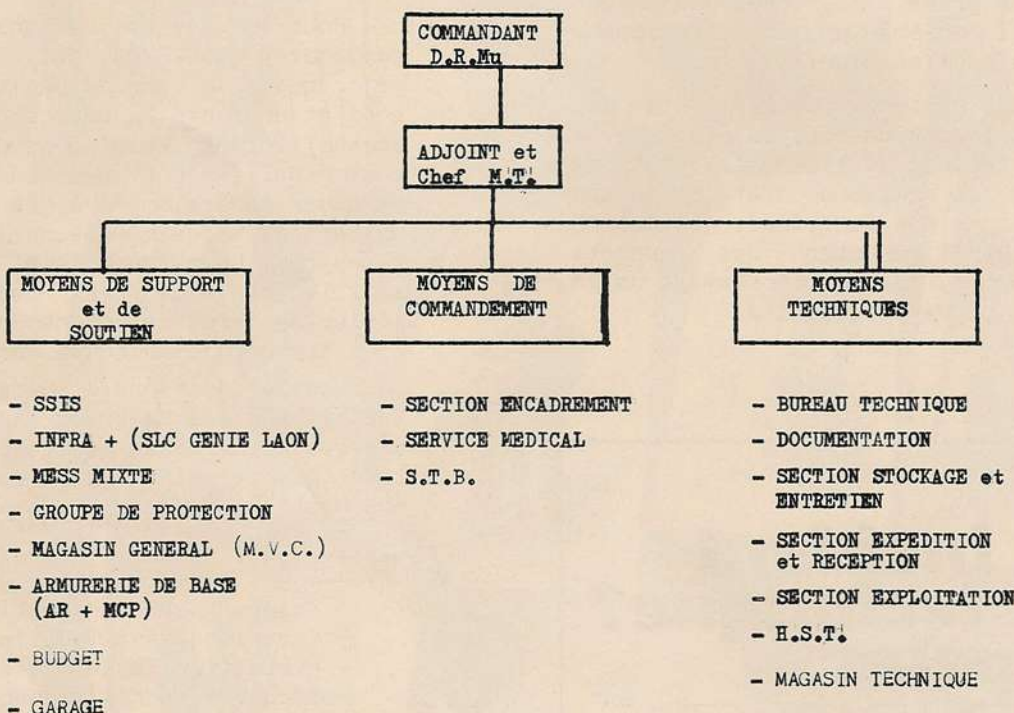 COMMANDANT
D.R.Mu
ADJOINT et
Chef M.T.
MOYENS DE SUPPORT
et de
SOUTIEN
- SSIS
- INFRA + (SLC GENIE LAON)
- MESS MIXTE
- GROUPE DE PROTECTION
- MAGASIN GENERAL (M.V.C.)
- ARMURERIE DE BASE
(AR + MCP)
- BUDGET
- GARAGE
MOYENS DE
COMMANDEMENT
- SECTION ENCADREMENT
- SERVICE MEDICAL
- S.T.B.
MOYENS
TECHNIQUES
- BUREAU TECHNIQUE
- DOCUMENTATION
- SECTION STOCKAGE et
ENTRETIEN
- SECTION EXPEDITION
et RECEPTION
- SECTION EXPLOITATION
- H.S.T.
- MAGASIN TECHNIQUE